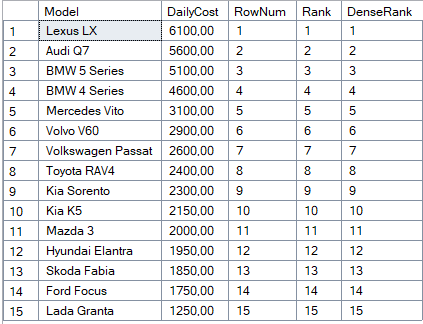 Model DailyCost RowNum Rank DenseRank
1 Lexus LX 6100,00 1 1 1
2 Audi Q7 5600,00 2 2 2
3 BMW 5 Series 5100,00 3 3 3
4 BMW 4 Series 4600,00 4 4 4
5 Mercedes Vito 3100,00 5 5 5
6 Volvo V60 2900,00 6 6 6
7 Volkswagen Passat 2600,00 7 7 7
8 Toyota RAV4 2400,00 8 8 8
9 Kia Sorento 2300,00 9 9 9
10 Kia K5 2150,00 10 10 10
11 Mazda 3 2000,00 11 11 11
12 Hyundai Elantra 1950,00 12 12 12
13 Skoda Fabia 1850,00 13 13 13
14 Ford Focus 1750,00 14 14 14
15 Lada Granta 1250,00 15 15 15